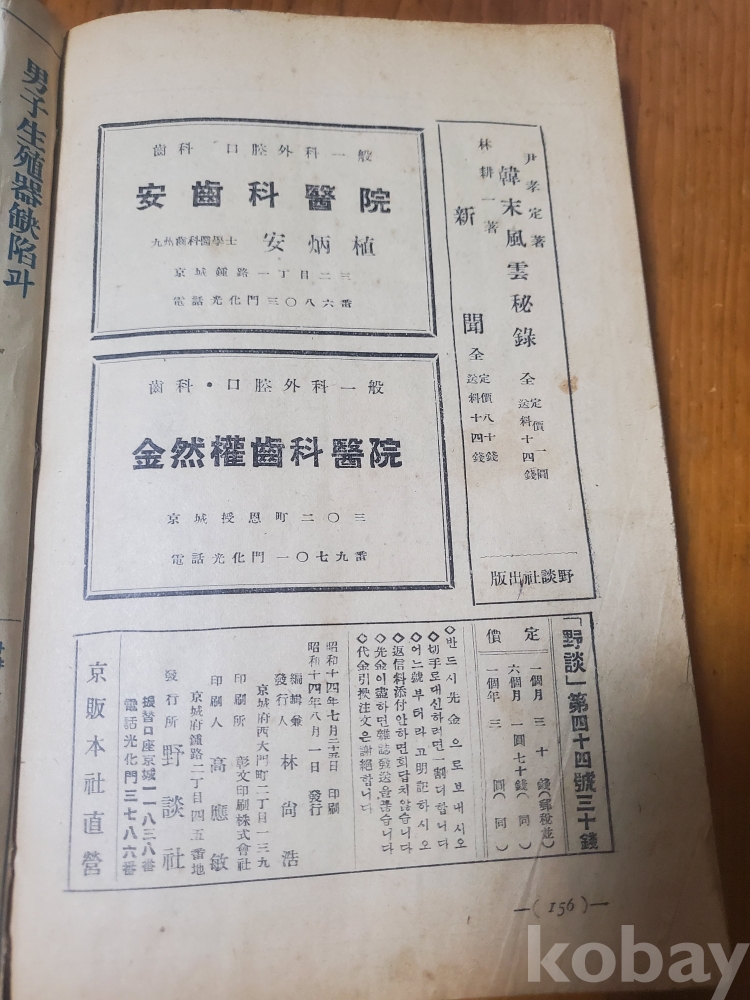 男子生殖器缺陷과
尹孝定著
韓末風雲秘錄 全 定價一圓 送料十四錢
林耕一著
新聞 全 定價八十錢 送料十四錢
野談社出版
齒科 口腔外科一般
安齒科醫院
九州齒科醫學士 安炳植
京城鍾路一丁目二三
電話光化門三〇八六番
齒科・口腔外科一般
金然權齒科醫院
京城授恩町二〇三
電話光化門一〇七九番
「野談」第四十四號三十錢
定價
一個月 三十錢(郵稅並)
六個月 一圓七十錢(同)
一個年 三圓(同)
◇반드시先金으로보내시오
◇切手로대신하려면一割더합니다
◇어느號부터라고明記하시오
◇返信料添付안하면회답치않습니다
◇先金이盡하면雜誌發送을끊습니다
◇代金引換注文은謝絕합니다
昭和十四年七月二十五日 印刷
昭和十四年八月一日 發行
編輯兼發行人 林尙浩
京城府西大門町二丁目一三九
印刷所 彰文印刷株式會社
印刷人 高應敏
京城府鍾路二丁目四五番地
發行所 野談社
振替口座京城一一八三八番
電話光化門三七八六番
京販本社直營
—(156)—
kobay